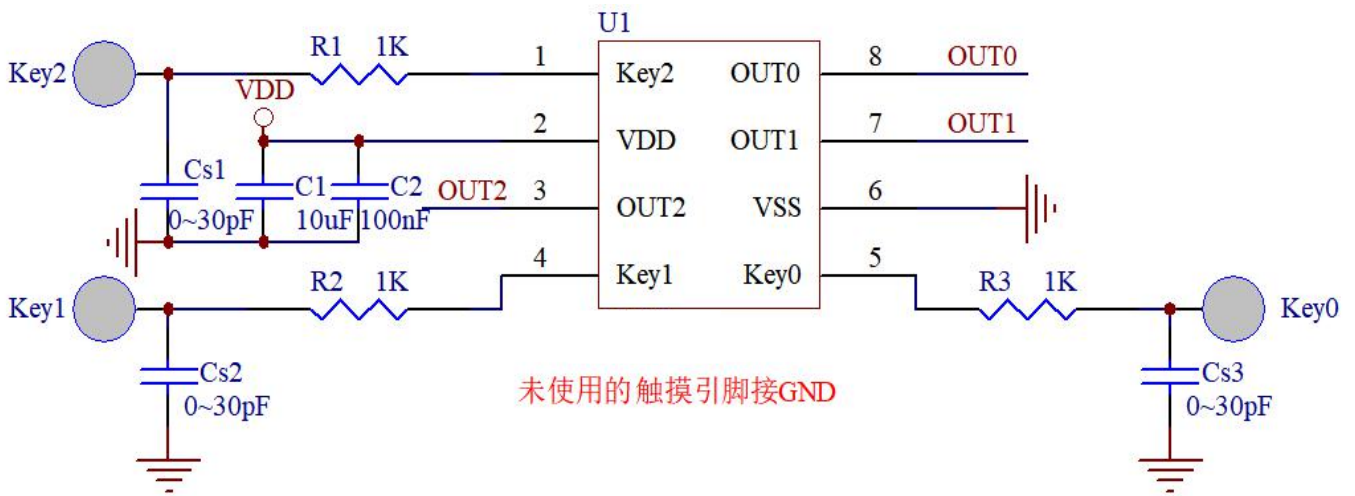 U1
R1 1K 1 8 OUT0
Key2 Key2 OUT0
VDD
2 7 OUT1
VDD OUT1
Cs1 C1 C2 OUT2 3 6
0~30pF 10uF 100nF OUT2 VSS
4 5
Key1 R2 1K Key1 Key0 R3 1K Key0
Cs2 Cs3
0~30pF 0~30pF
未使用的触摸引脚接GND